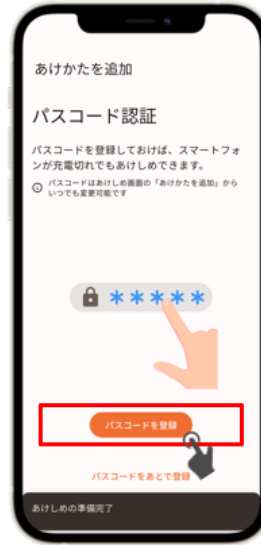 あけかたを追加
パスコード認証
パスコードを登録しておけば、スマートフォ
ンが充電切れでもあけしめできます。
パスコードはあけしめ画面の「あけかたを追加」から
いつでも変更可能です
*****
パスコードを登録
パスコードをあとで登録
あけしめの準備完了